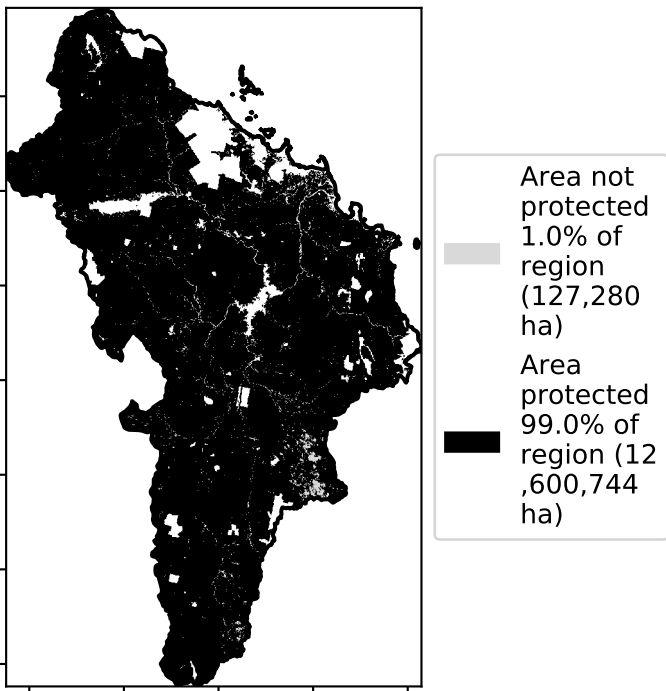 Area not
protected
1.0% of
region
(127,280
ha)
Area
protected
99.0% of
region (12
,600,744
ha)